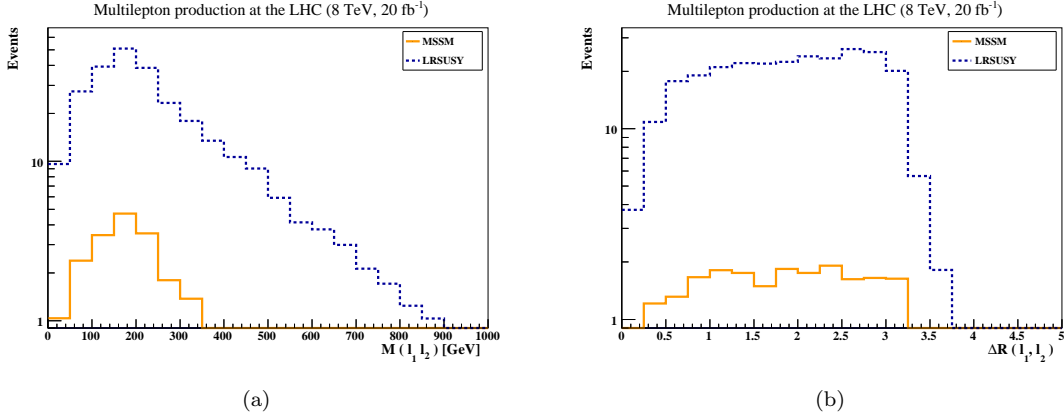 Multilepton production at the LHC (8 TeV, 20 fb⁻¹)
Events
MSSM
LRSUSY
10
1
0 100 200 300 400 500 600 700 800 900 1000
M ( l₁ l₂ ) [GeV]
(a)
Multilepton production at the LHC (8 TeV, 20 fb⁻¹)
Events
MSSM
LRSUSY
10
1
0 0.5 1 1.5 2 2.5 3 3.5 4 4.5 5
ΔR ( l₁, l₂ )
(b)